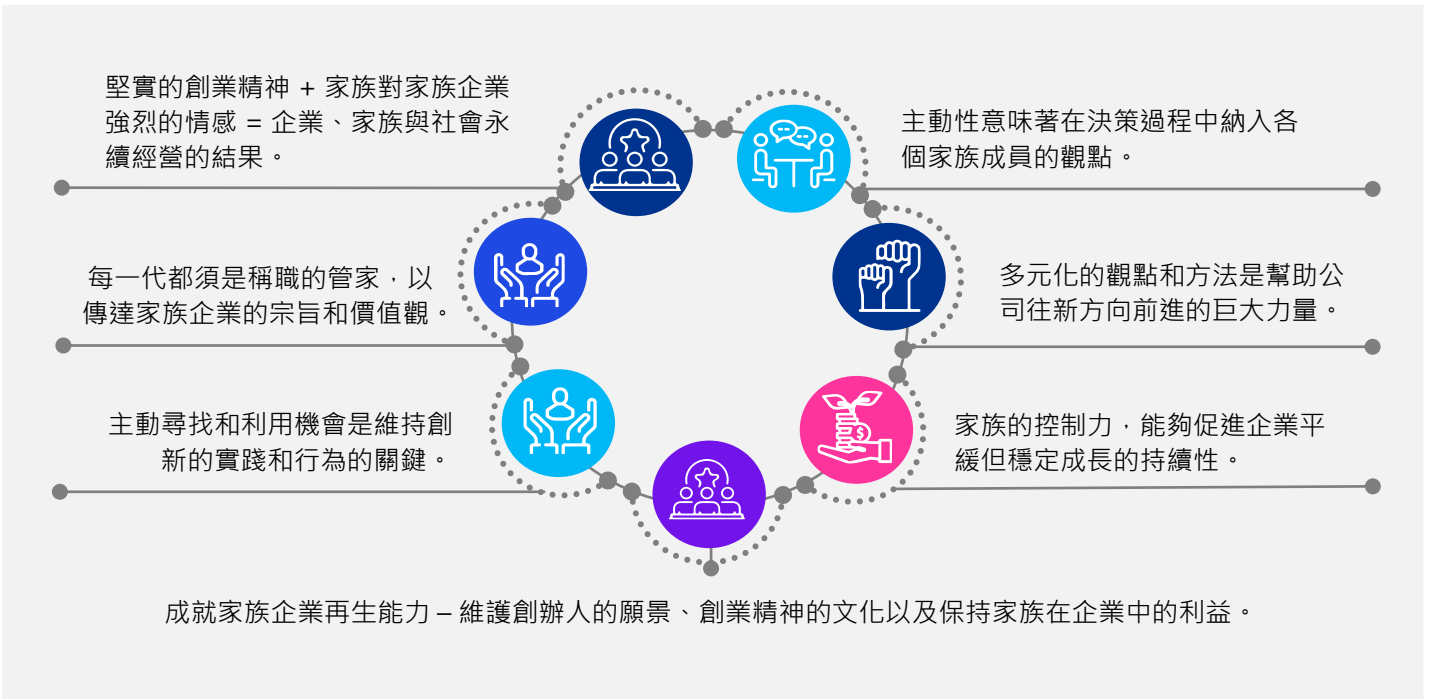 堅實的創業精神 + 家族對家族企業
強烈的情感 = 企業、家族與社會永
續經營的結果。
主動性意味著在決策過程中納入各
個家族成員的觀點。
每一代都須是稱職的管家，以
傳達家族企業的宗旨和價值觀。
多元化的觀點和方法是幫助公
司往新方向前進的巨大力量。
主動尋找和利用機會是維持創
新的實踐和行為的關鍵。
家族的控制力，能夠促進企業平
緩但穩定成長的持續性。
$
成就家族企業再生能力 – 維護創辦人的願景、創業精神的文化以及保持家族在企業中的利益。